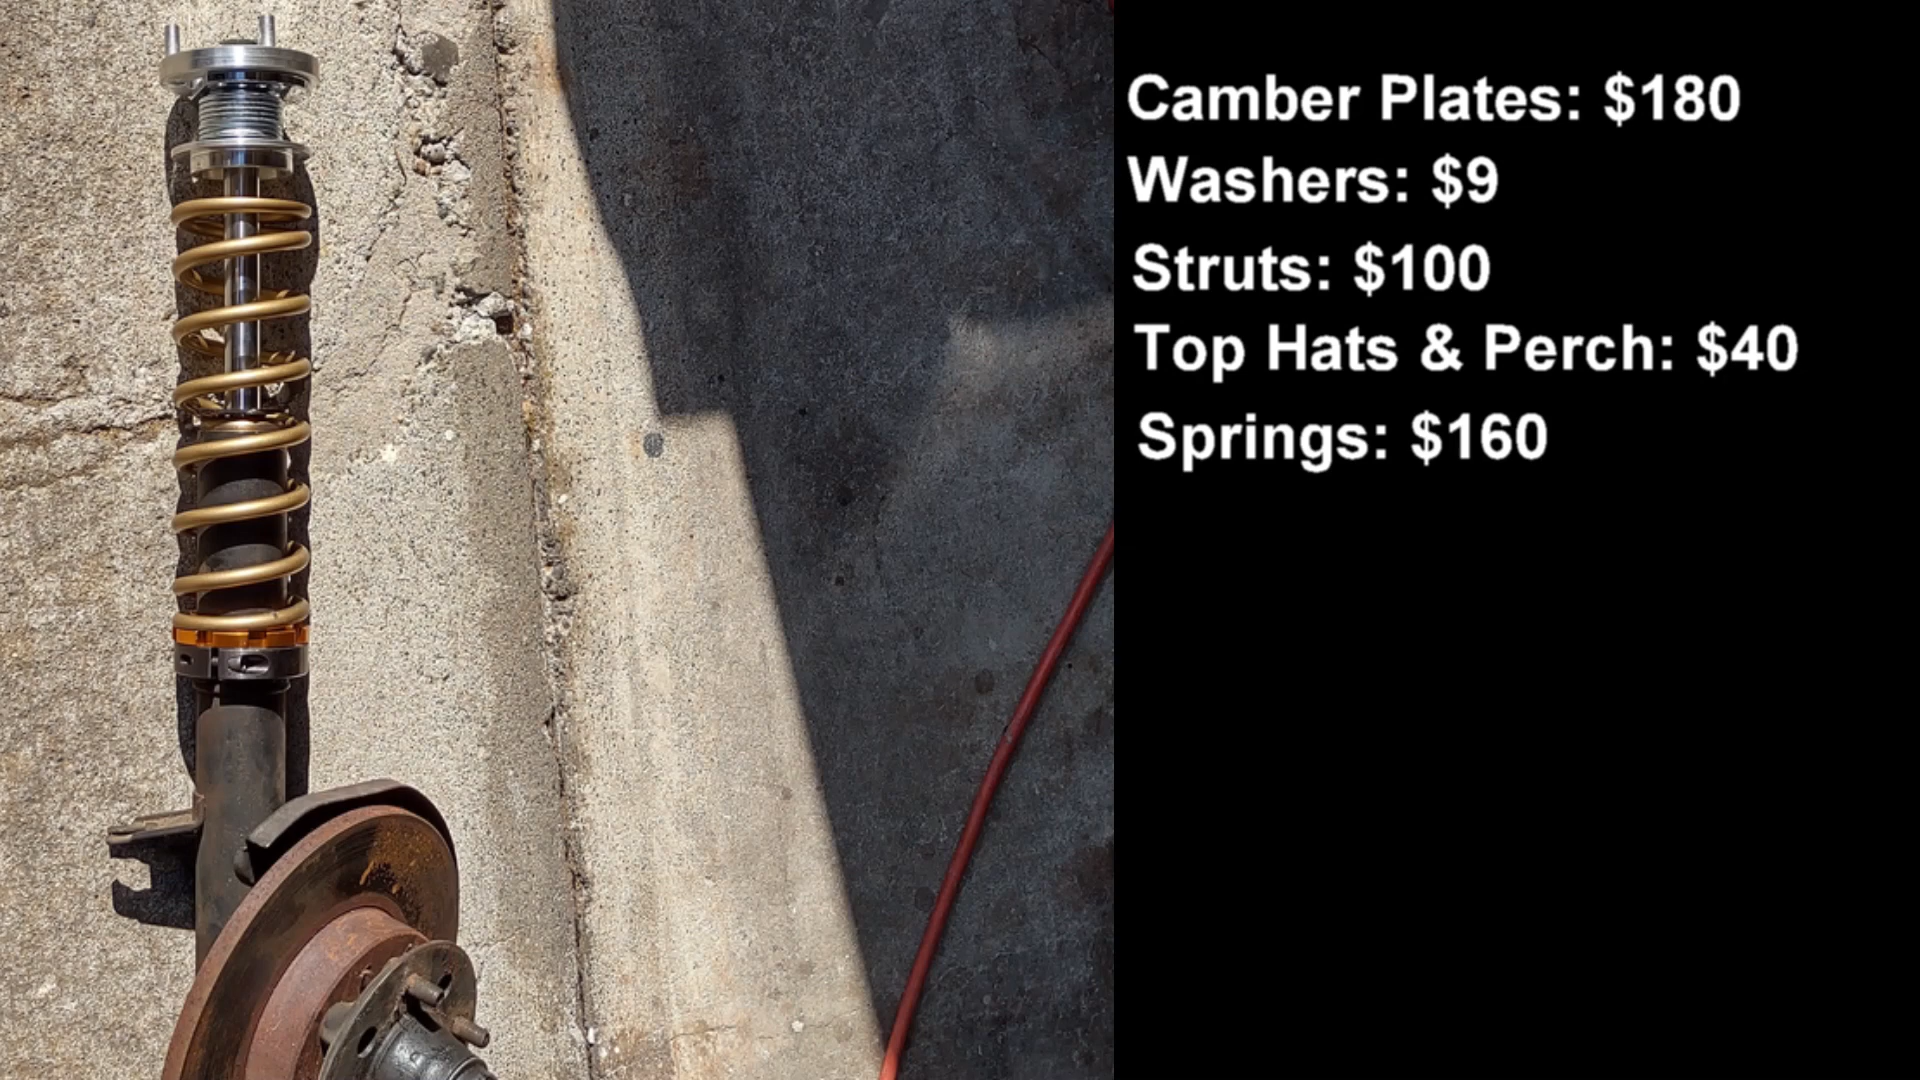 Camber Plates: $180
Washers: $9
Struts: $100
Top Hats & Perch: $40
Springs: $160